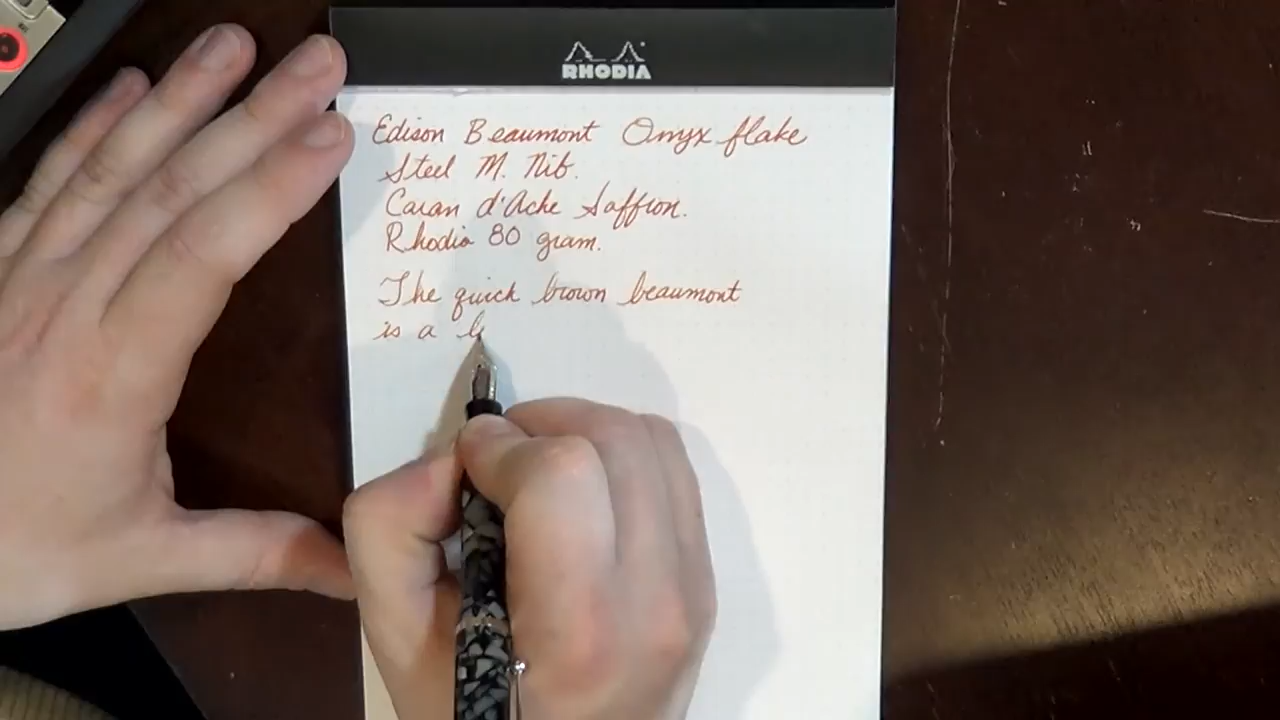 RHODIA
Edison Beaumont Onyx flake
Steel M. Nib.
Caran d'Ache Saffron.
Rhodia 80 gram.
The quick brown beaumont
is a